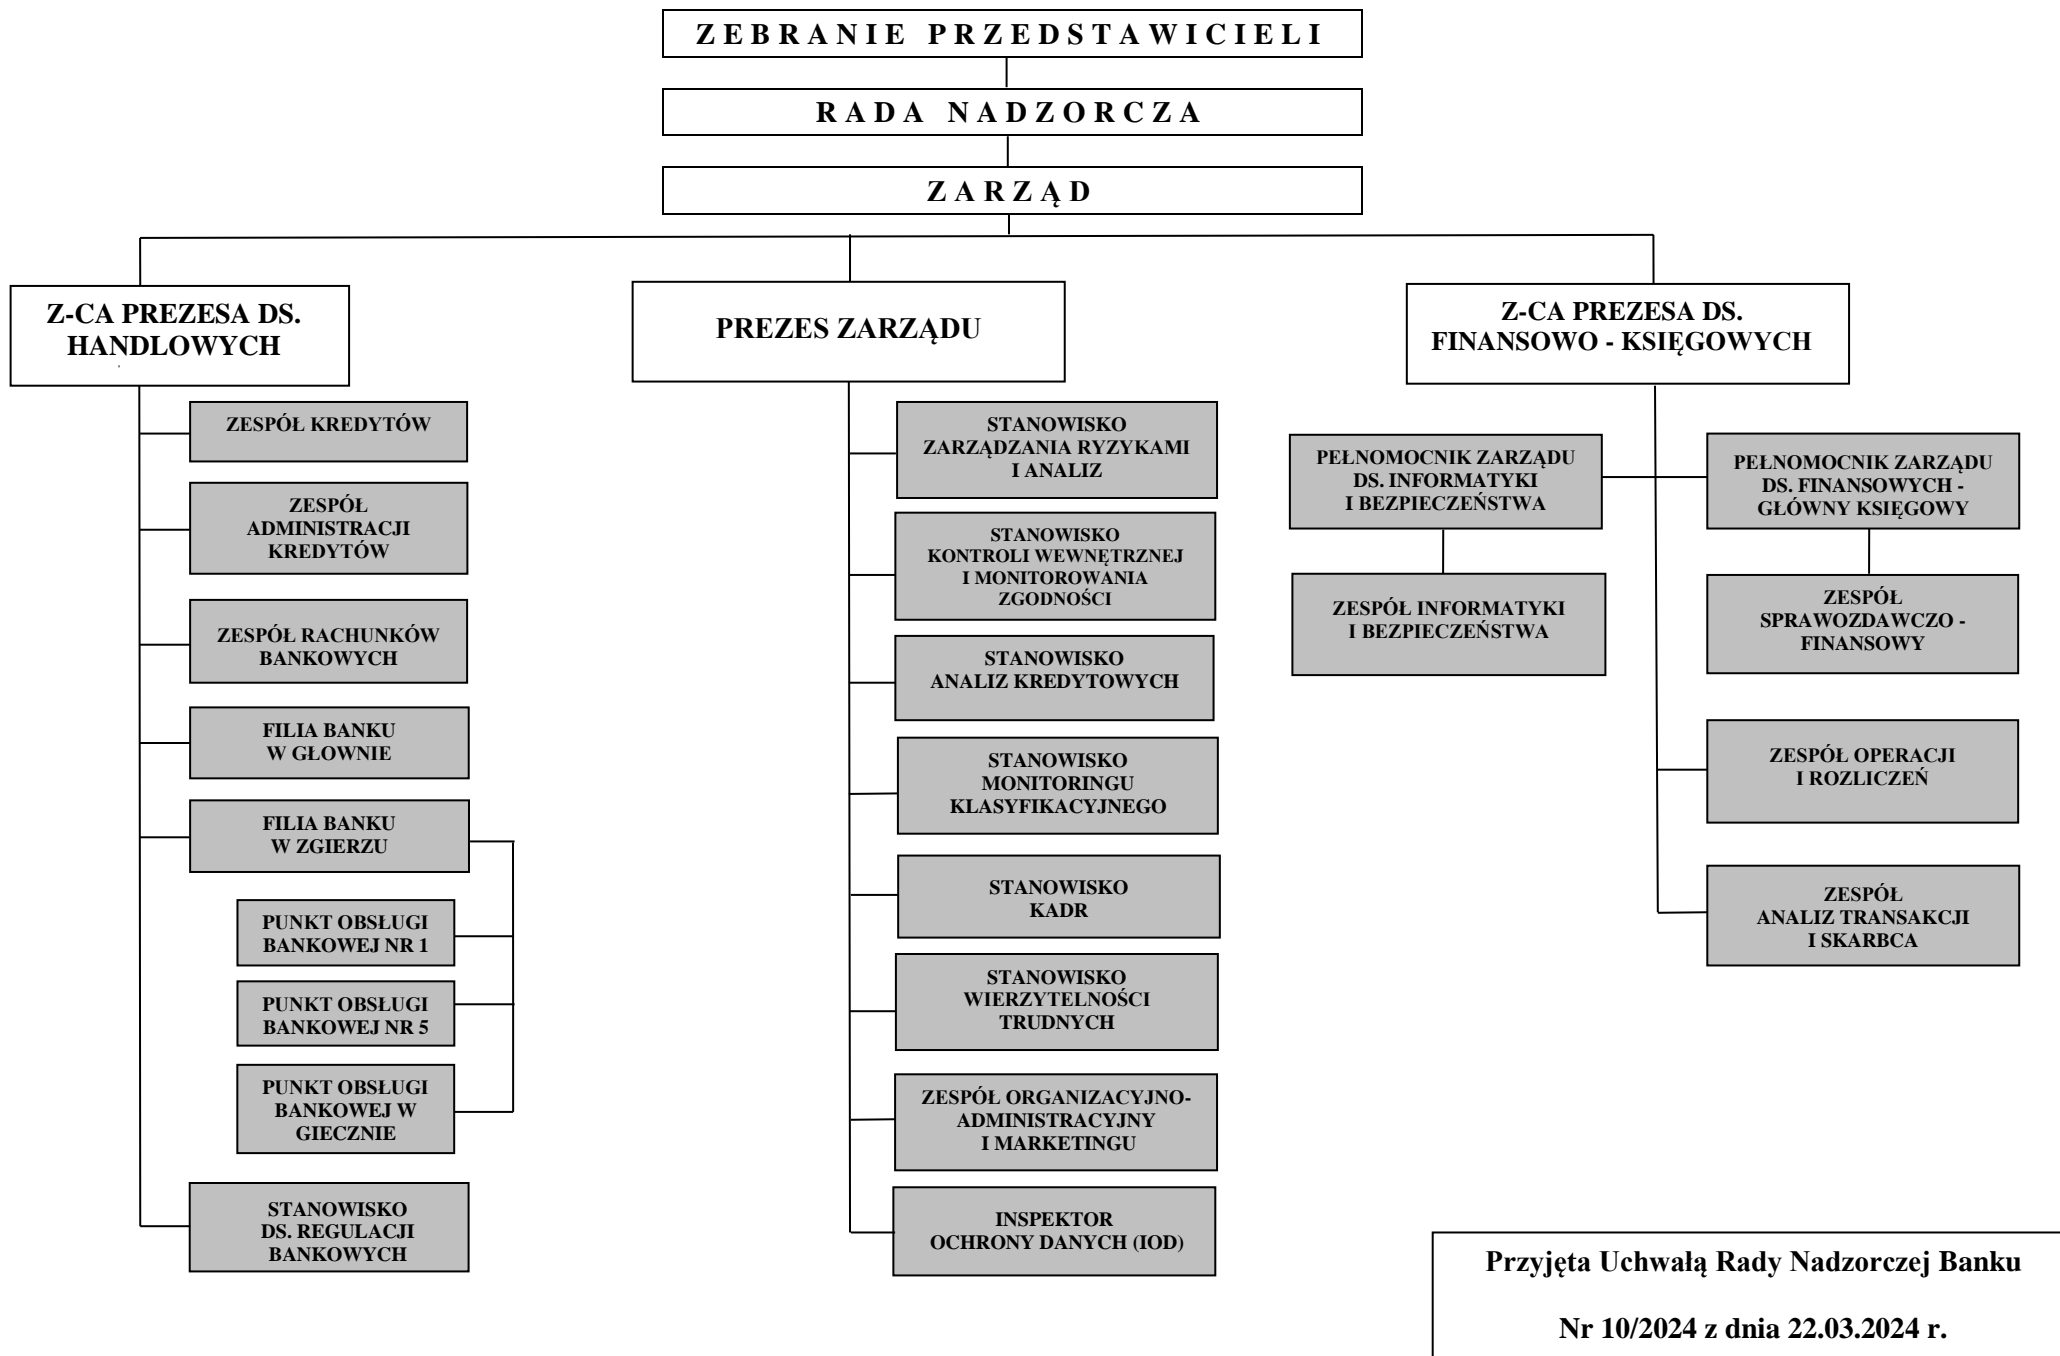 ZEBRANIE PRZEDSTAWICIELI
RADA NADZORCZA
ZARZĄD
Z-CA PREZESA DS.
HANDLOWYCH
ZESPÓŁ KREDYTÓW
ZESPÓŁ
ADMINISTRACJI
KREDYTÓW
ZESPÓŁ RACHUNKÓW
BANKOWYCH
FILIA BANKU
W GŁOWNIE
FILIA BANKU
W ZGIERZU
PUNKT OBSŁUGI
BANKOWEJ NR 1
PUNKT OBSŁUGI
BANKOWEJ NR 5
PUNKT OBSŁUGI
BANKOWEJ W
GIECZNIE
STANOWISKO
DS. REGULACJI
BANKOWYCH
PREZES ZARZĄDU
STANOWISKO
ZARZĄDZANIA RYZYKAMI
I ANALIZ
STANOWISKO
KONTROLI WEWNĘTRZNEJ
I MONITOROWANIA
ZGODNOŚCI
STANOWISKO
ANALIZ KREDYTOWYCH
STANOWISKO
MONITORINGU
KLASYFIKACYJNEGO
STANOWISKO
KADR
STANOWISKO
WIERZYTELNOŚCI
TRUDNYCH
ZESPÓŁ ORGANIZACYJNO-
ADMINISTRACYJNY
I MARKETINGU
INSPEKTOR
OCHRONY DANYCH (IOD)
Z-CA PREZESA DS.
FINANSOWO - KSIĘGOWYCH
PEŁNOMOCNIK ZARZĄDU
DS. INFORMATYKI
I BEZPIECZEŃSTWA
ZESPÓŁ INFORMATYKI
I BEZPIECZEŃSTWA
PEŁNOMOCNIK ZARZĄDU
DS. FINANSOWYCH -
GŁÓWNY KSIĘGOWY
ZESPÓŁ
SPRAWOZDAWCZO -
FINANSOWY
ZESPÓŁ OPERACJI
I ROZLICZEŃ
ZESPÓŁ
ANALIZ TRANSAKCJI
I SKARBCA
Przyjęta Uchwałą Rady Nadzorczej Banku
Nr 10/2024 z dnia 22.03.2024 r.